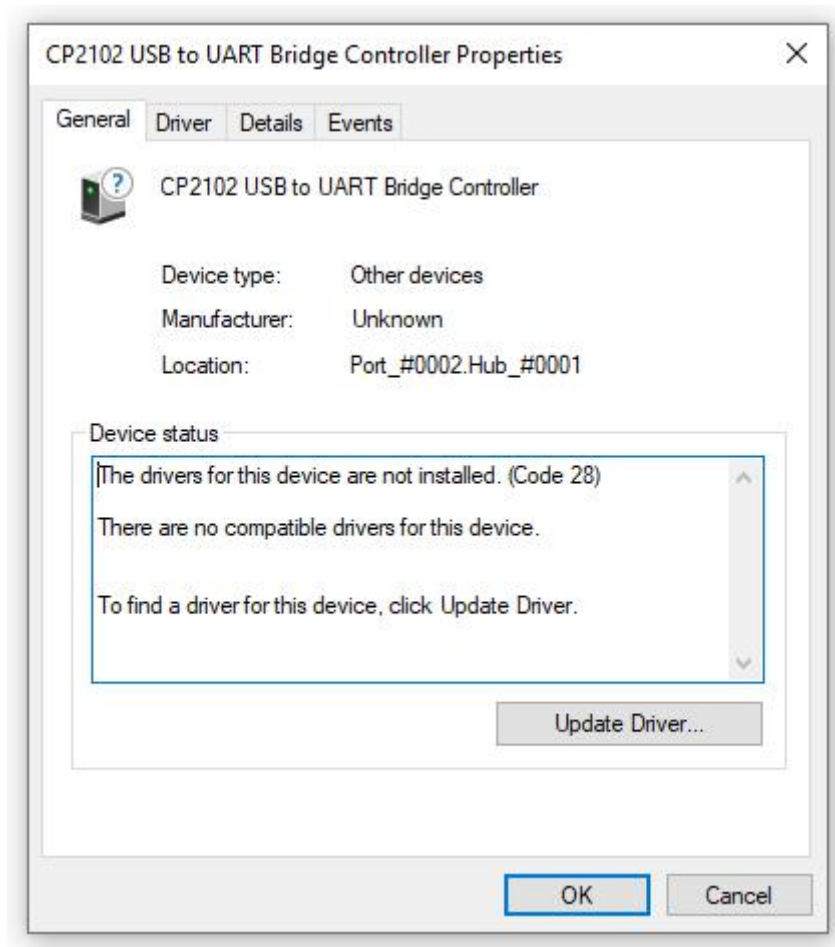 CP2102 USB to UART Bridge Controller Properties
General Driver Details Events
?
CP2102 USB to UART Bridge Controller
Device type: Other devices
Manufacturer: Unknown
Location: Port_#0002.Hub_#0001
Device status
The drivers for this device are not installed. (Code 28)
There are no compatible drivers for this device.
To find a driver for this device, click Update Driver.
Update Driver...
OK Cancel